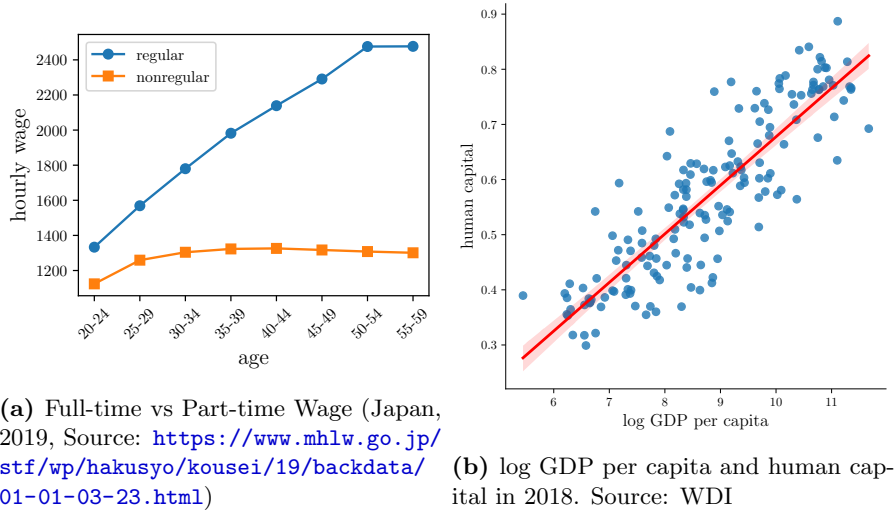 regular
nonregular
2400
2200
2000
1800
1600
1400
1200
hourly wage
20-24
25-29
30-34
35-39
40-44
45-49
50-54
55-59
age
(a) Full-time vs Part-time Wage (Japan,
2019, Source: https://www.mhlw.go.jp/
stf/wp/hakusyo/kousei/19/backdata/
01-01-03-23.html)
0.9
0.8
0.7
0.6
0.5
0.4
0.3
human capital
6
7
8
9
10
11
log GDP per capita
(b) log GDP per capita and human cap-
ital in 2018. Source: WDI